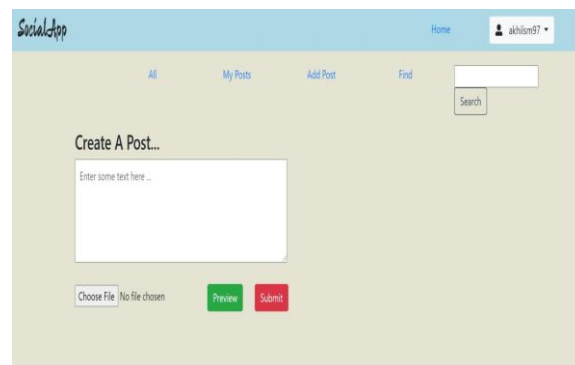 SocialApp
Home akhilsm97
All My Posts Add Post Find
Search
Create A Post...
Enter some text here ...
Choose File No file chosen Preview Submit